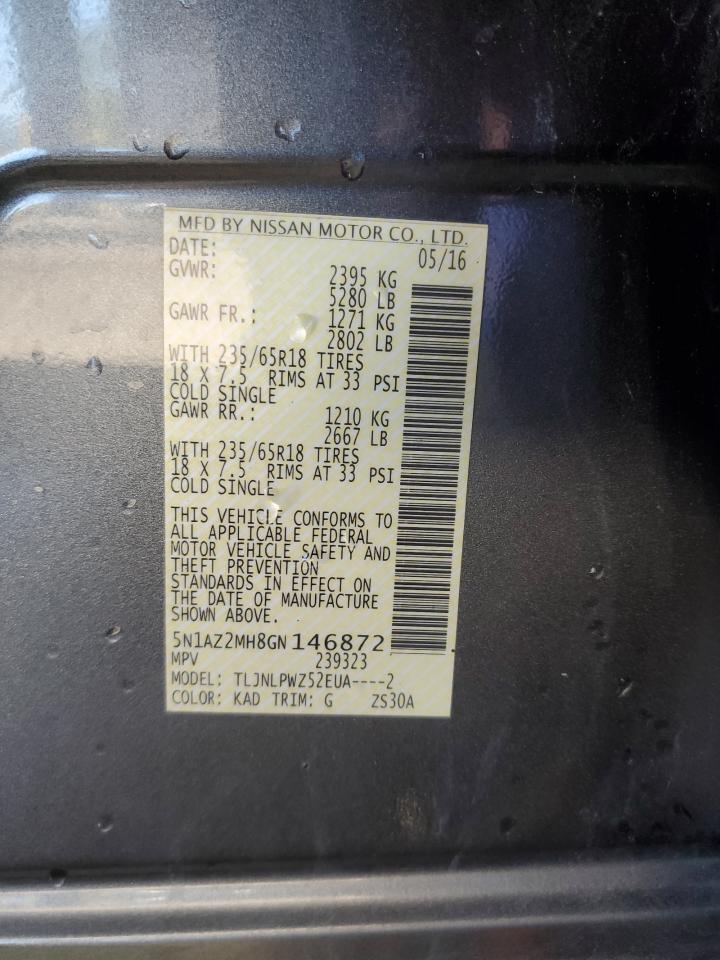 MFD BY NISSAN MOTOR CO., LTD.
DATE: 05/16
GVWR: 2395 KG
5280 LB
GAWR FR.: 1271 KG
2802 LB
WITH 235/65R18 TIRES
18 X 7.5 RIMS AT 33 PSI
COLD SINGLE
GAWR RR.: 1210 KG
2667 LB
WITH 235/65R18 TIRES
18 X 7.5 RIMS AT 33 PSI
COLD SINGLE
THIS VEHICLE CONFORMS TO
ALL APPLICABLE FEDERAL
MOTOR VEHICLE SAFETY AND
THEFT PREVENTION
STANDARDS IN EFFECT ON
THE DATE OF MANUFACTURE
SHOWN ABOVE.
5N1AZ2MH8GN146872
MPV 239323
MODEL: TLJNLPWZ52EUA----2
COLOR: KAD TRIM: G ZS30A